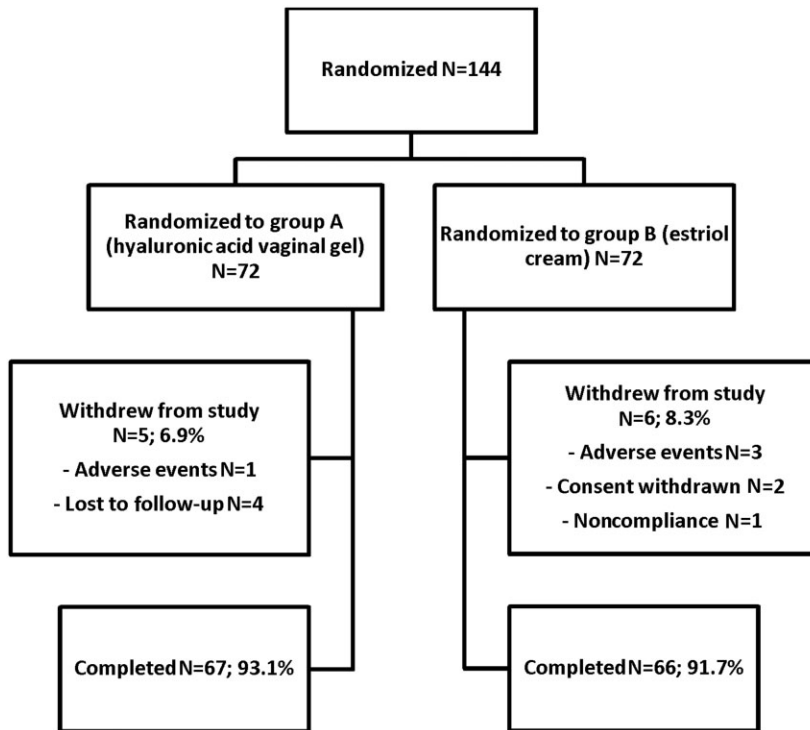 Randomized N=144
Randomized to group A
(hyaluronic acid vaginal gel)
N=72
Randomized to group B (estriol
cream) N=72
Withdrew from study
N=5; 6.9%
- Adverse events N=1
- Lost to follow-up N=4
Withdrew from study
N=6; 8.3%
- Adverse events N=3
- Consent withdrawn N=2
- Noncompliance N=1
Completed N=67; 93.1%
Completed N=66; 91.7%